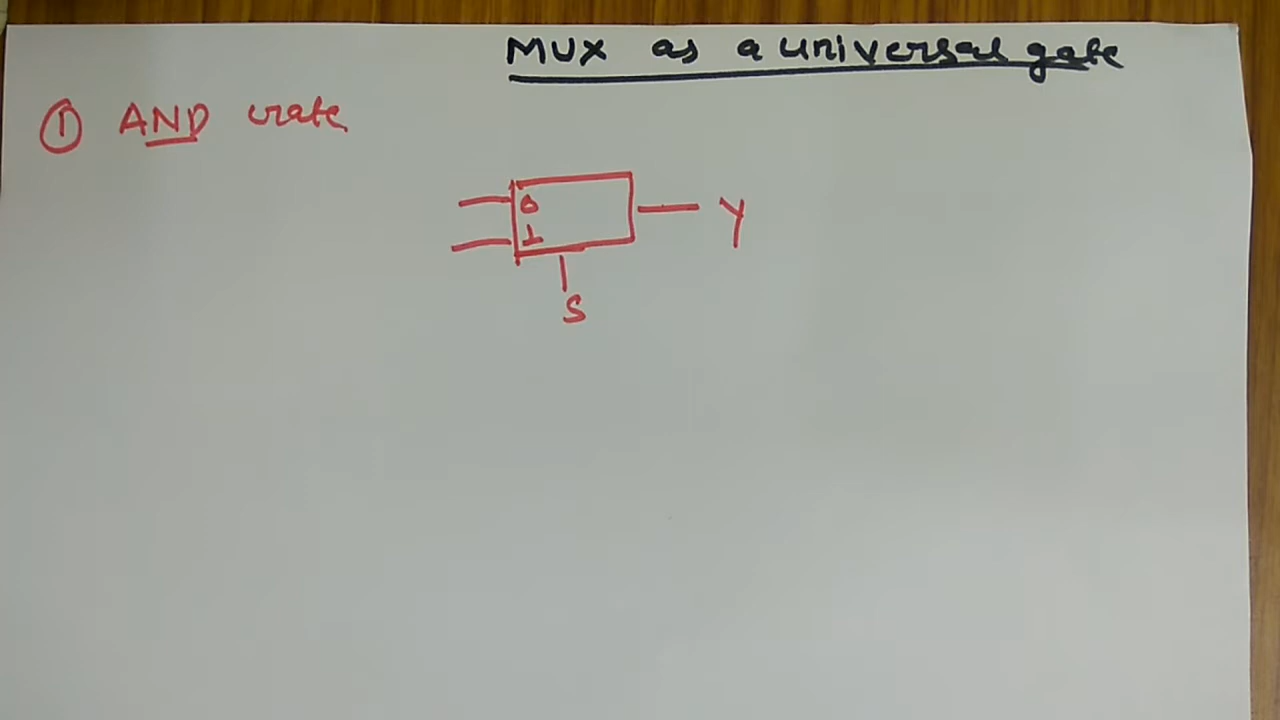 MUX as a universal gate
① AND Gate
0
1
Y
S